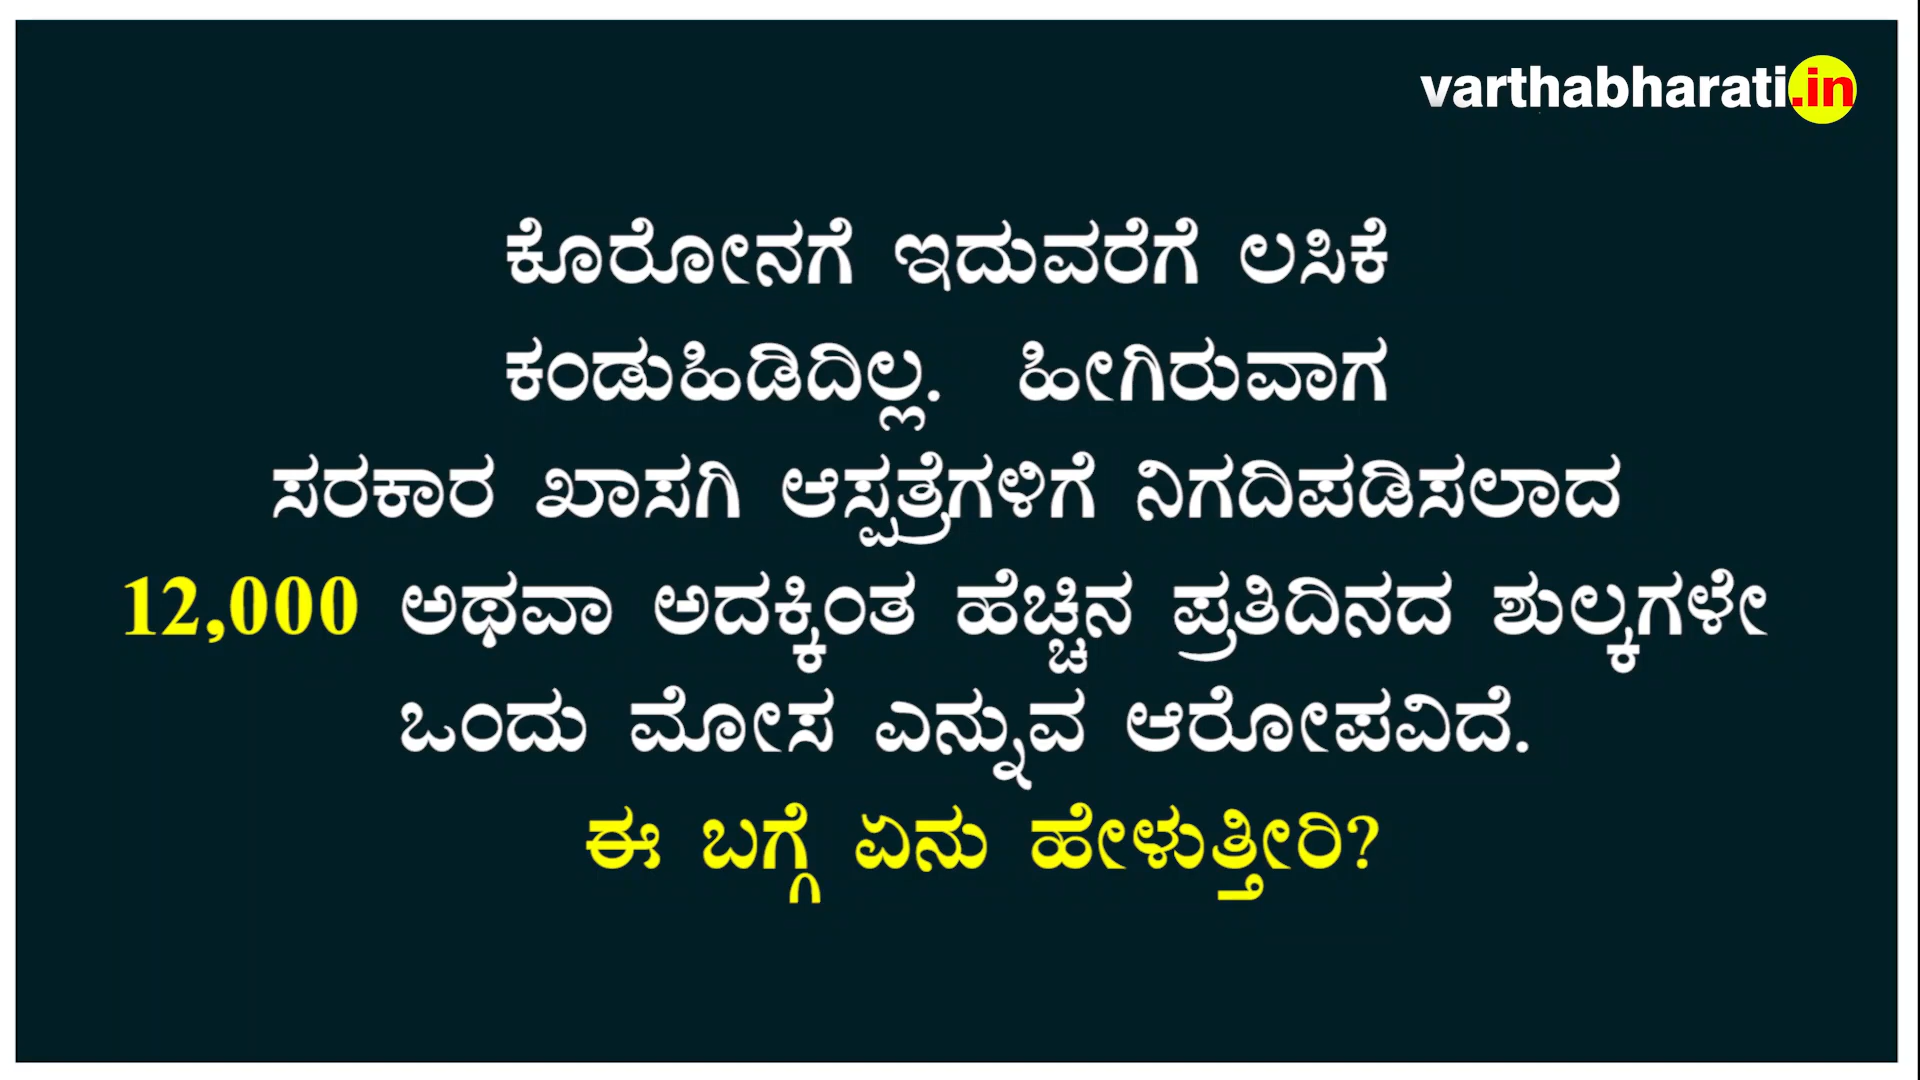 varthabharati.in
ಕೊರೋನಗೆ ಇದುವರೆಗೆ ಲಸಿಕೆ
ಕಂಡುಹಿಡಿದಿಲ್ಲ. ಹೀಗಿರುವಾಗ
ಸರಕಾರ ಖಾಸಗಿ ಆಸ್ಪತ್ರೆಗಳಿಗೆ ನಿಗದಿಪಡಿಸಲಾದ
12,000 ಅಥವಾ ಅದಕ್ಕಿಂತ ಹೆಚ್ಚಿನ ಪ್ರತಿದಿನದ ಶುಲ್ಕಗಳೇ
ಒಂದು ಮೋಸ ಎನ್ನುವ ಆರೋಪವಿದೆ.
ಈ ಬಗ್ಗೆ ಏನು ಹೇಳುತ್ತೀರಿ?